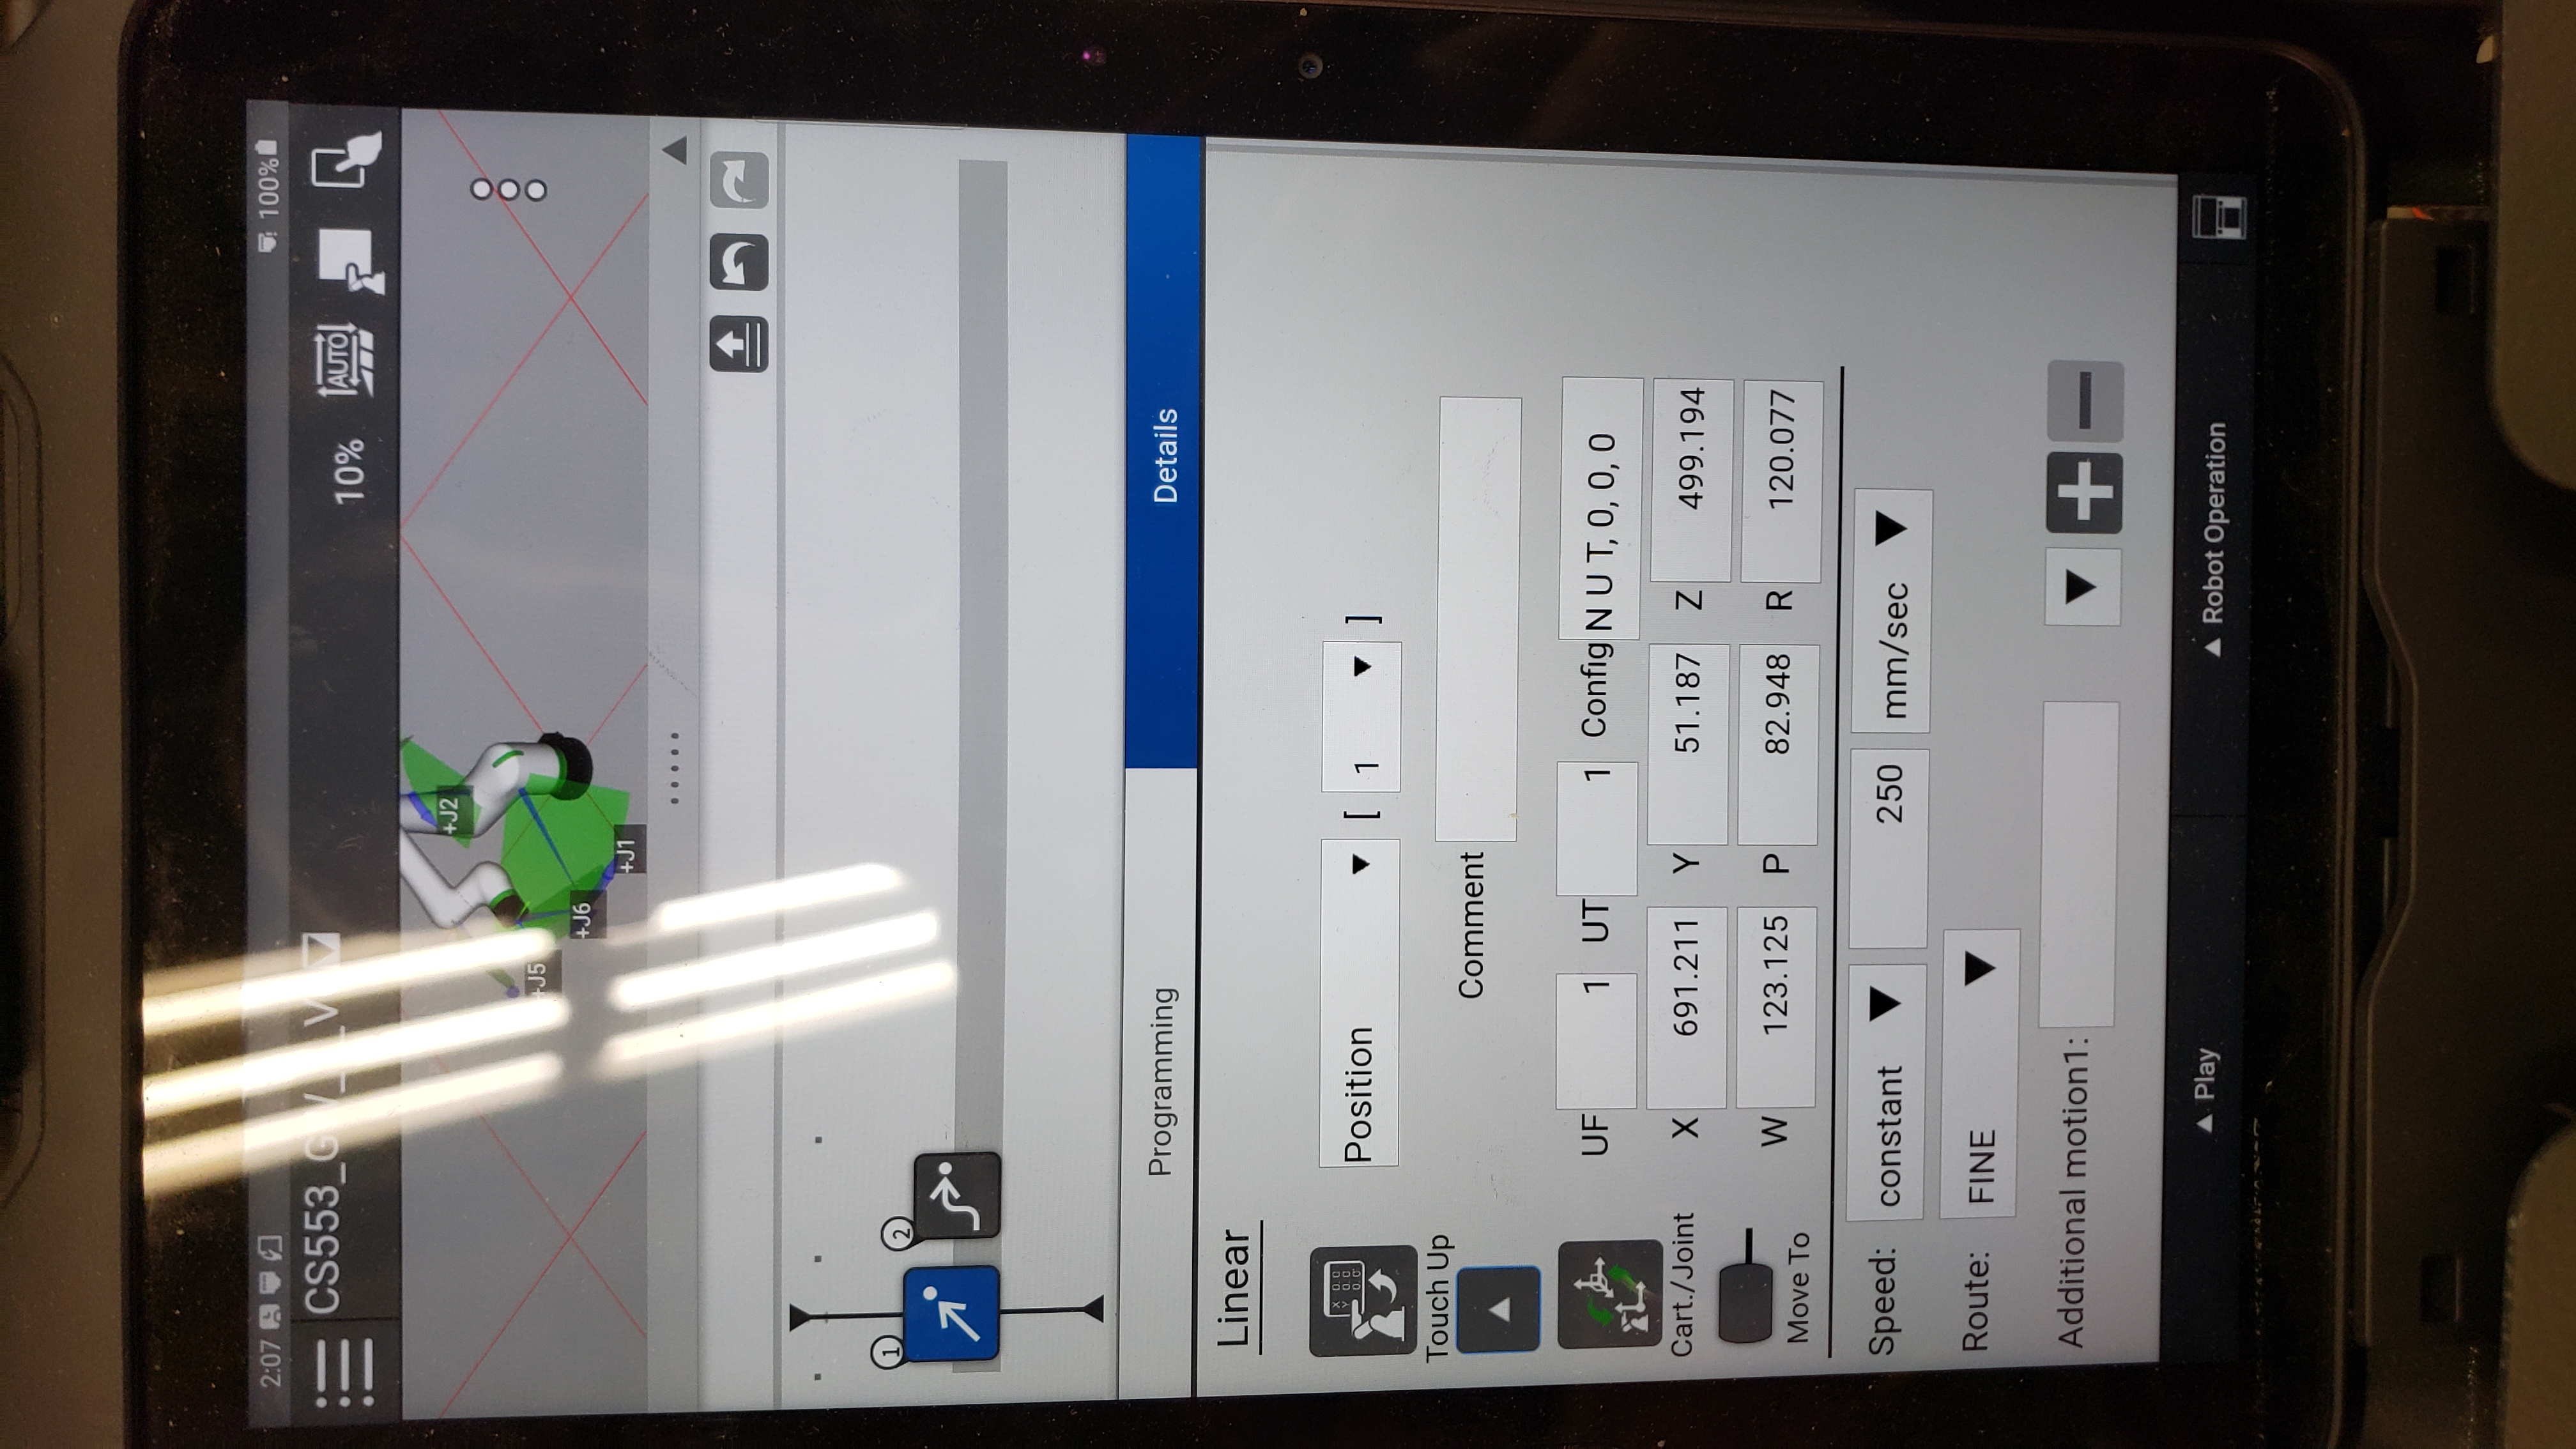 2:07 100%
CS553_G
10% AUTO
+J2
+J5
+J6
+J1
1 2
Programming Details
Linear
Position [ 1 ]
Touch Up
Comment
UF 1 UT 1 Config N U T, 0, 0, 0
Cart./Joint X 691.211 Y 51.187 Z 499.194
Move To W 123.125 P 82.948 R 120.077
Speed: constant 250 mm/sec
Route: FINE
Additional motion1:
Play Robot Operation